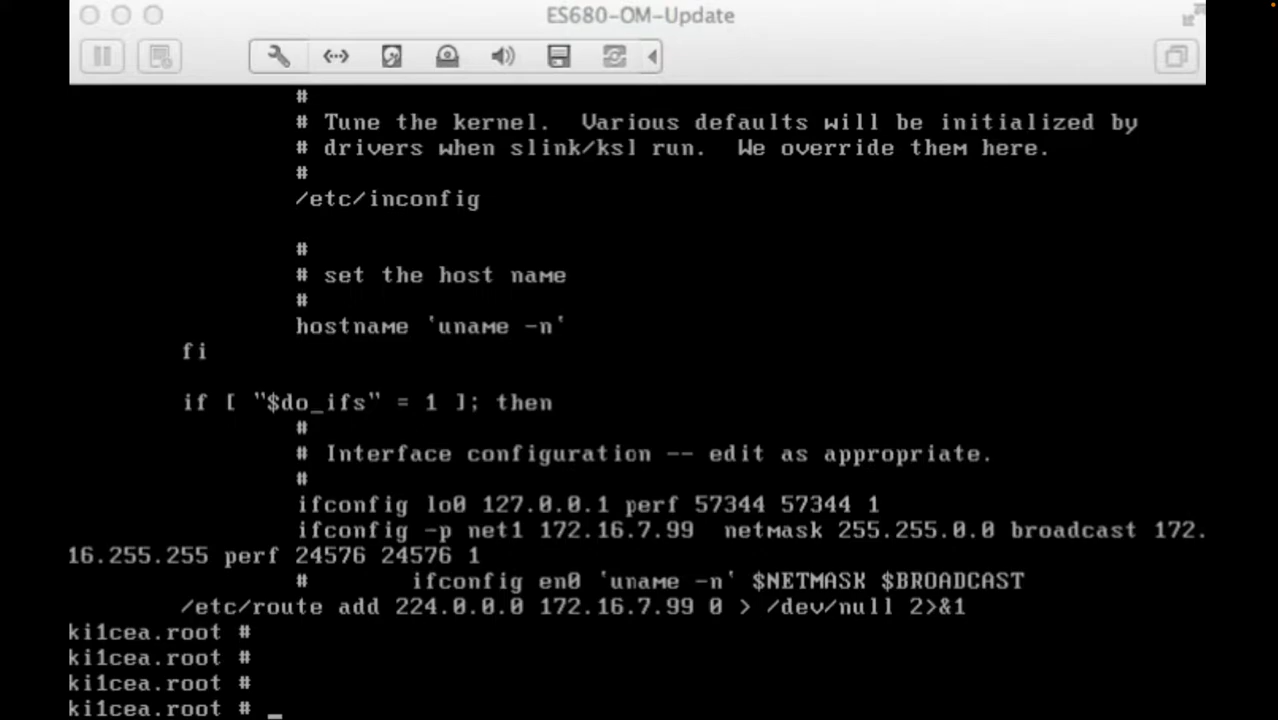 ES680-OM-Update
#
# Tune the kernel.  Various defaults will be initialized by
# drivers when slink/ksl run.  We override them here.
#
/etc/inconfig
#
# set the host name
#
hostname `uname -n`
fi
if [ "$do_ifs" = 1 ]; then
#
# Interface configuration -- edit as appropriate.
#
ifconfig lo0 127.0.0.1 perf 57344 57344 1
ifconfig -p net1 172.16.7.99  netmask 255.255.0.0 broadcast 172.
16.255.255 perf 24576 24576 1
#       ifconfig en0 `uname -n` $NETMASK $BROADCAST
/etc/route add 224.0.0.0 172.16.7.99 0 > /dev/null 2>&1
ki1cea.root #
ki1cea.root #
ki1cea.root #
ki1cea.root # _